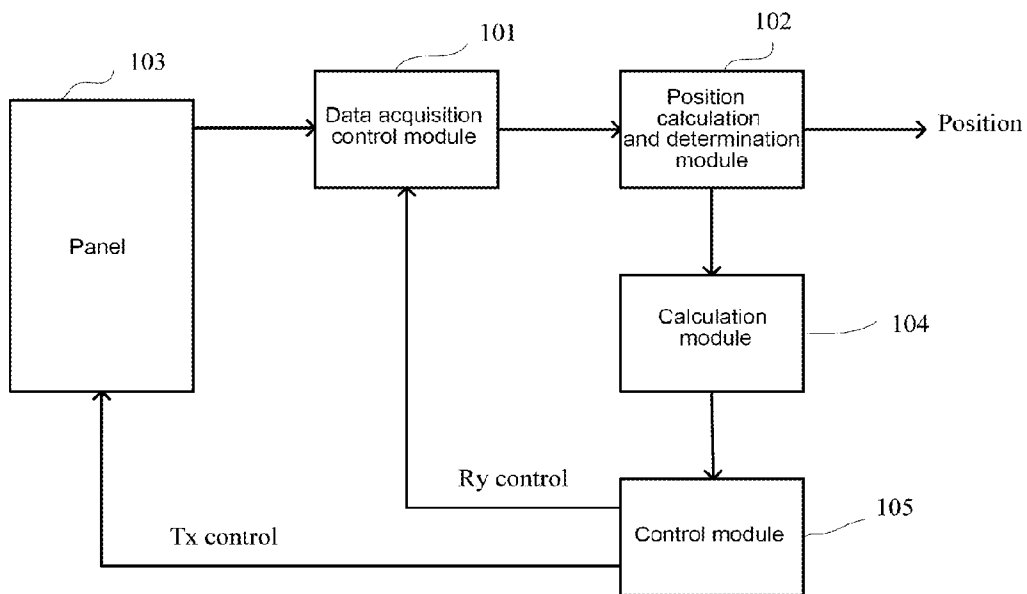 103
101
102
Data acquisition
control module
Position
calculation
and determination
module
Position
Panel
Calculation
module
104
Ry control
Tx control
Control module
105